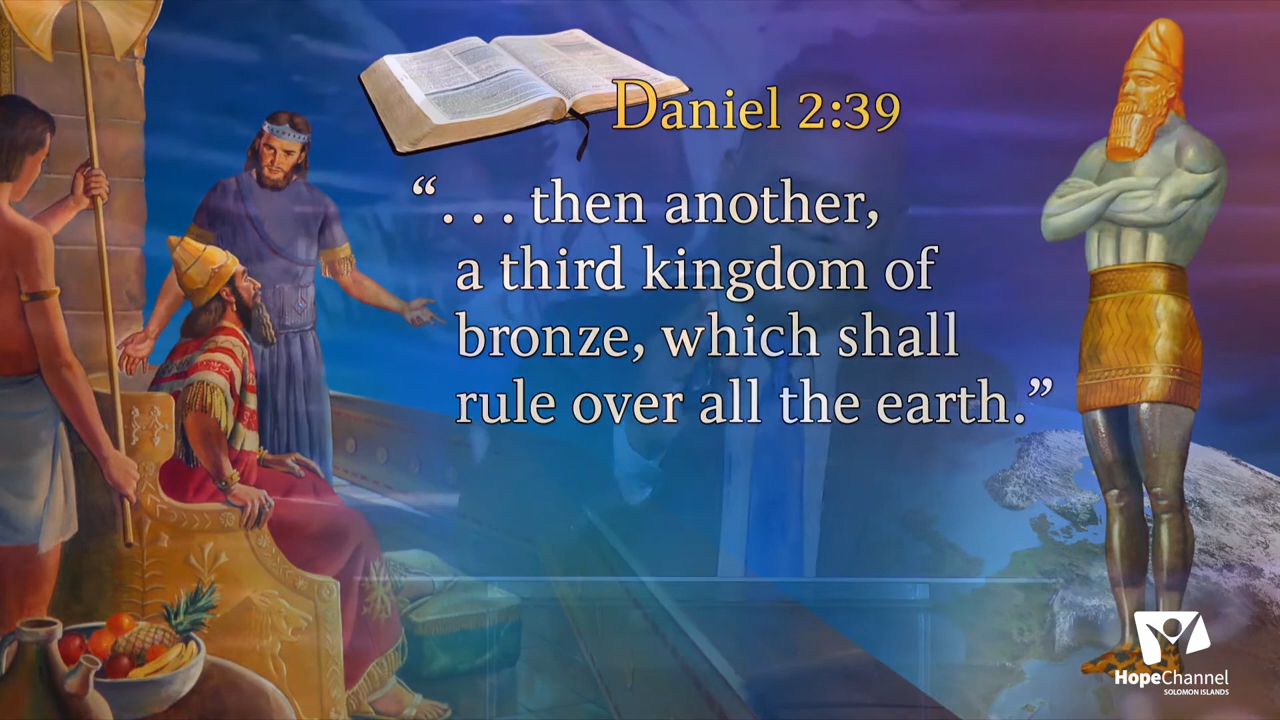 Daniel 2:39
“. . . then another,
a third kingdom of
bronze, which shall
rule over all the earth.”
HopeChannel
SOLOMON ISLANDS